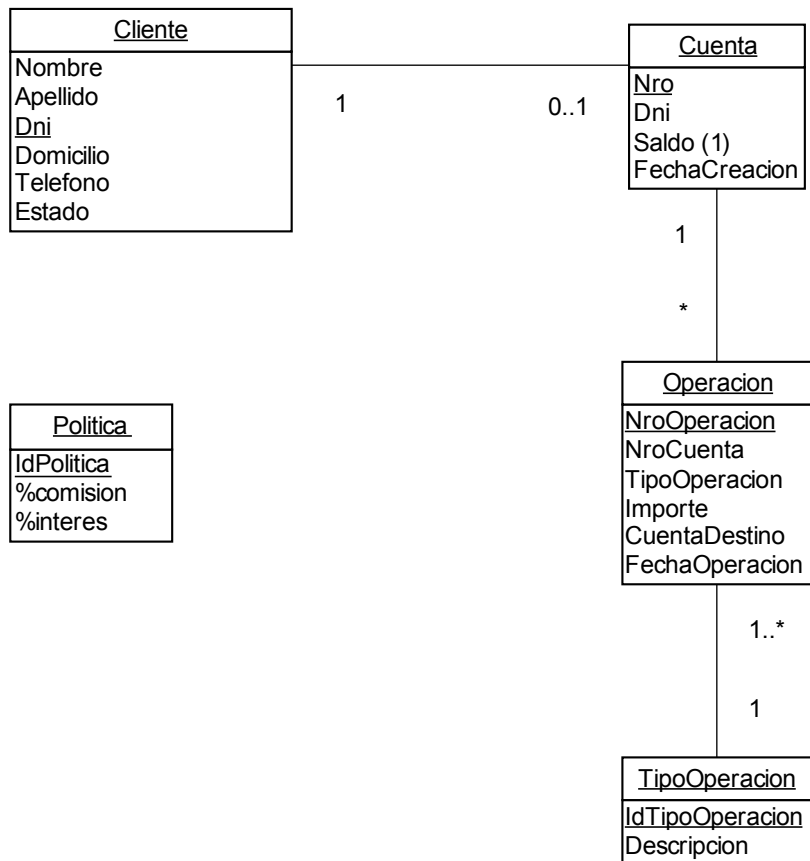 Cliente
Nombre
Apellido
Dni
Domicilio
Telefono
Estado
1
0..1
Cuenta
Nro
Dni
Saldo (1)
FechaCreacion
1
*
Operacion
NroOperacion
NroCuenta
TipoOperacion
Importe
CuentaDestino
FechaOperacion
Politica
IdPolitica
%comision
%interes
1..*
1
TipoOperacion
IdTipoOperacion
Descripcion